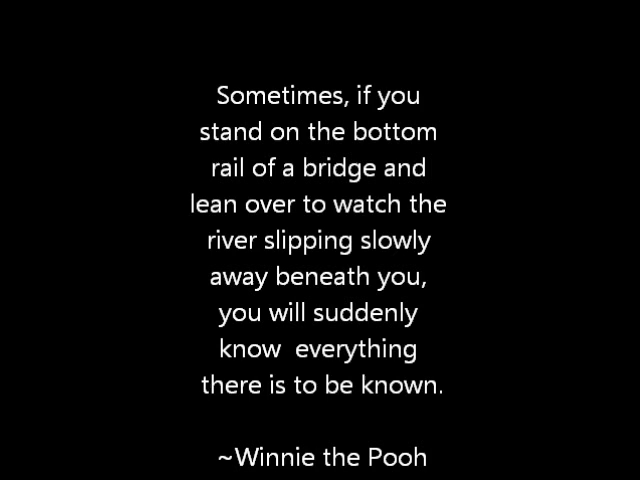 Sometimes, if you
stand on the bottom
rail of a bridge and
lean over to watch the
river slipping slowly
away beneath you,
you will suddenly
know  everything
there is to be known.
~Winnie the Pooh